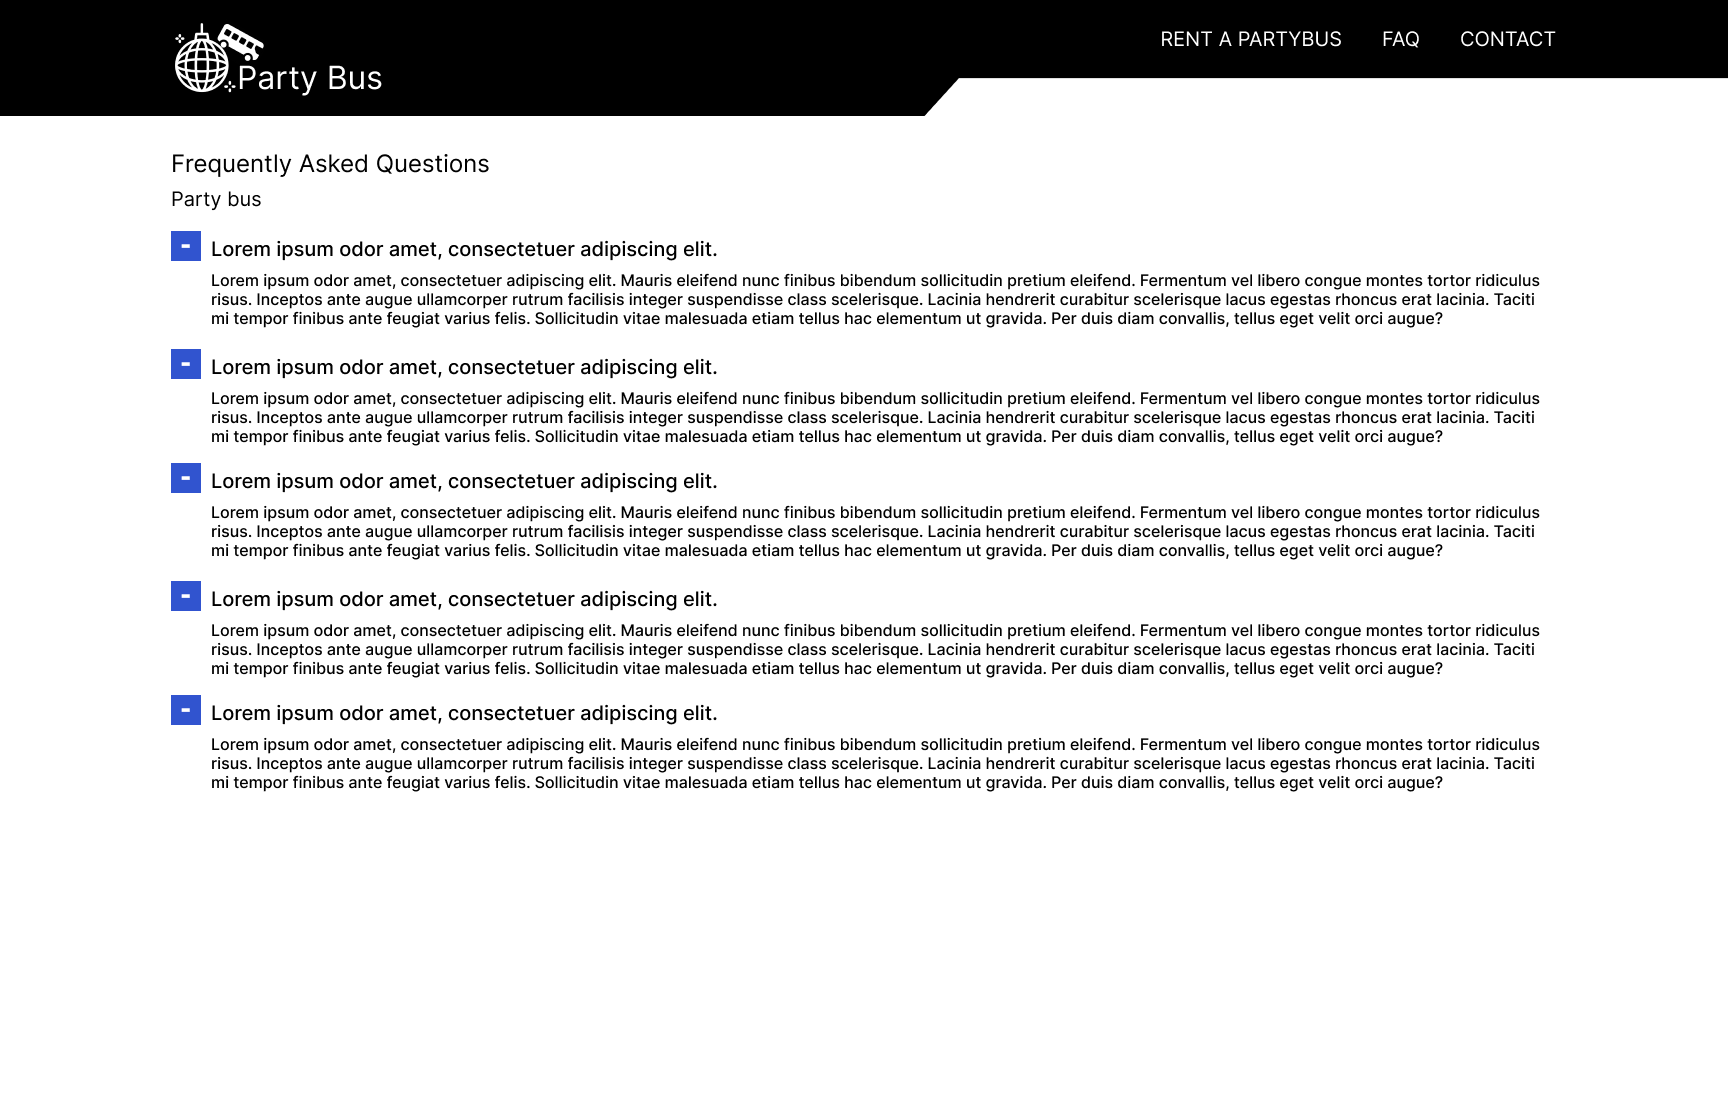 RENT A PARTYBUS FAQ CONTACT
Party Bus
Frequently Asked Questions
Party bus
- Lorem ipsum odor amet, consectetuer adipiscing elit.
Lorem ipsum odor amet, consectetuer adipiscing elit. Mauris eleifend nunc finibus bibendum sollicitudin pretium eleifend. Fermentum vel libero congue montes tortor ridiculus
risus. Inceptos ante augue ullamcorper rutrum facilisis integer suspendisse class scelerisque. Lacinia hendrerit curabitur scelerisque lacus egestas rhoncus erat lacinia. Taciti
mi tempor finibus ante feugiat varius felis. Sollicitudin vitae malesuada etiam tellus hac elementum ut gravida. Per duis diam convallis, tellus eget velit orci augue?
- Lorem ipsum odor amet, consectetuer adipiscing elit.
Lorem ipsum odor amet, consectetuer adipiscing elit. Mauris eleifend nunc finibus bibendum sollicitudin pretium eleifend. Fermentum vel libero congue montes tortor ridiculus
risus. Inceptos ante augue ullamcorper rutrum facilisis integer suspendisse class scelerisque. Lacinia hendrerit curabitur scelerisque lacus egestas rhoncus erat lacinia. Taciti
mi tempor finibus ante feugiat varius felis. Sollicitudin vitae malesuada etiam tellus hac elementum ut gravida. Per duis diam convallis, tellus eget velit orci augue?
- Lorem ipsum odor amet, consectetuer adipiscing elit.
Lorem ipsum odor amet, consectetuer adipiscing elit. Mauris eleifend nunc finibus bibendum sollicitudin pretium eleifend. Fermentum vel libero congue montes tortor ridiculus
risus. Inceptos ante augue ullamcorper rutrum facilisis integer suspendisse class scelerisque. Lacinia hendrerit curabitur scelerisque lacus egestas rhoncus erat lacinia. Taciti
mi tempor finibus ante feugiat varius felis. Sollicitudin vitae malesuada etiam tellus hac elementum ut gravida. Per duis diam convallis, tellus eget velit orci augue?
- Lorem ipsum odor amet, consectetuer adipiscing elit.
Lorem ipsum odor amet, consectetuer adipiscing elit. Mauris eleifend nunc finibus bibendum sollicitudin pretium eleifend. Fermentum vel libero congue montes tortor ridiculus
risus. Inceptos ante augue ullamcorper rutrum facilisis integer suspendisse class scelerisque. Lacinia hendrerit curabitur scelerisque lacus egestas rhoncus erat lacinia. Taciti
mi tempor finibus ante feugiat varius felis. Sollicitudin vitae malesuada etiam tellus hac elementum ut gravida. Per duis diam convallis, tellus eget velit orci augue?
- Lorem ipsum odor amet, consectetuer adipiscing elit.
Lorem ipsum odor amet, consectetuer adipiscing elit. Mauris eleifend nunc finibus bibendum sollicitudin pretium eleifend. Fermentum vel libero congue montes tortor ridiculus
risus. Inceptos ante augue ullamcorper rutrum facilisis integer suspendisse class scelerisque. Lacinia hendrerit curabitur scelerisque lacus egestas rhoncus erat lacinia. Taciti
mi tempor finibus ante feugiat varius felis. Sollicitudin vitae malesuada etiam tellus hac elementum ut gravida. Per duis diam convallis, tellus eget velit orci augue?